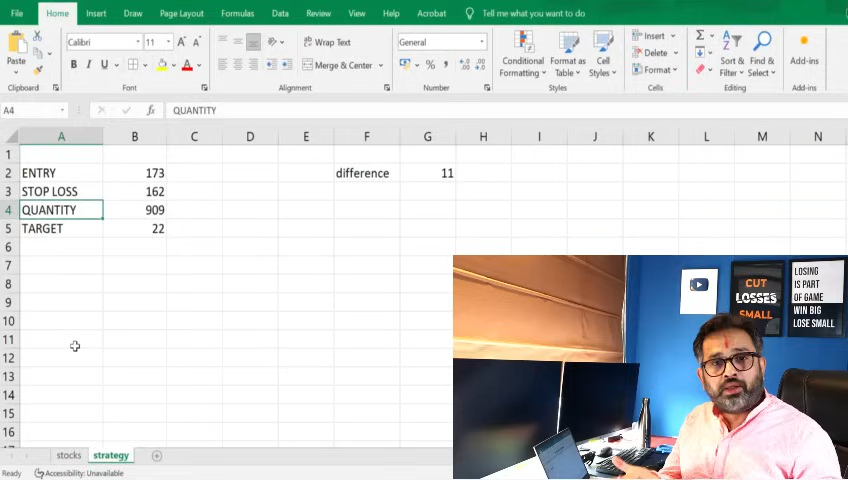 File Home Insert Draw Page Layout Formulas Data Review View Help Acrobat Tell me what you want to do
Paste
Clipboard
Calibri 11
B I U
Font
Wrap Text
Merge & Center
Alignment
General
%
Number
Conditional Formatting
Format as Table
Cell Styles
Styles
Insert
Delete
Format
Cells
Sort & Filter
Find & Select
Editing
Add-ins
Add-ins
A4 fx QUANTITY
A B C D E F G H I J K L M N
1
2 ENTRY 173 difference 11
3 STOP LOSS 162
4 QUANTITY 909
5 TARGET 22
6
7
8
9
10
11
12
13
14
15
16
CUT
LOSSES
SMALL
LOSING
IS PART
OF GAME
WIN BIG
LOSE SMALL
stocks strategy
Ready Accessibility: Unavailable